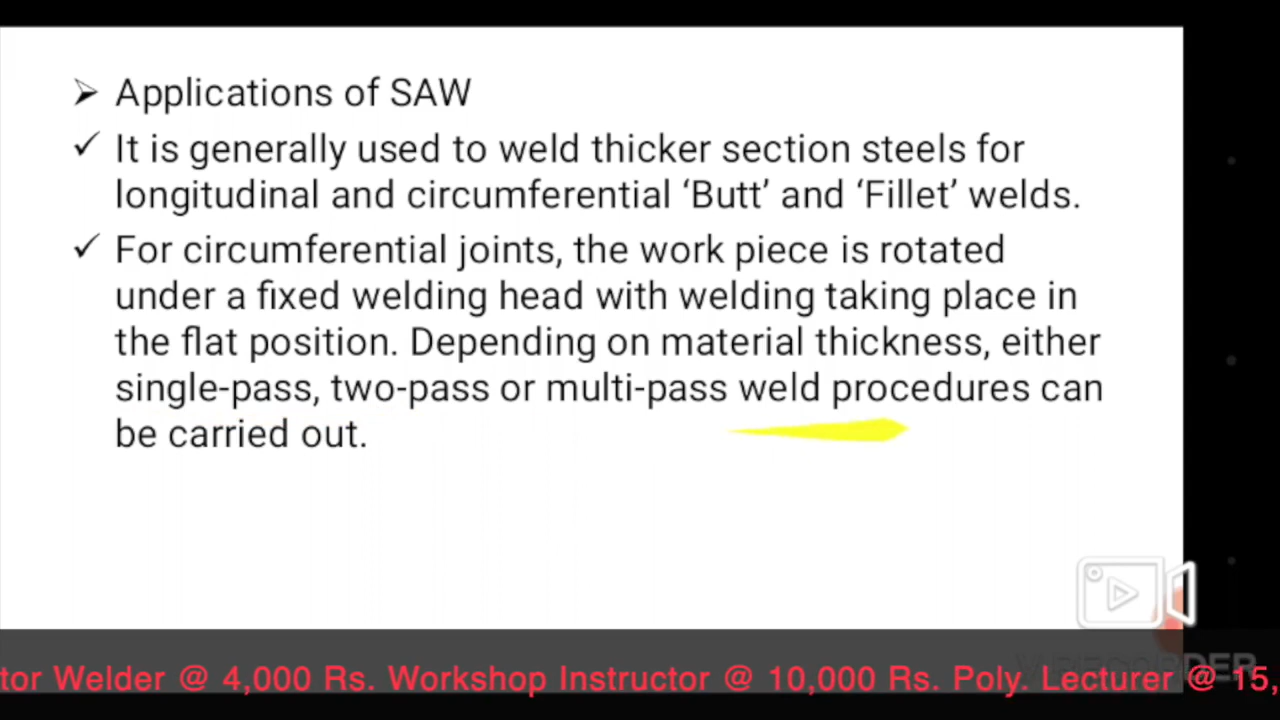 Applications of SAW
It is generally used to weld thicker section steels for
longitudinal and circumferential ‘Butt’ and ‘Fillet’ welds.
For circumferential joints, the work piece is rotated
under a fixed welding head with welding taking place in
the flat position. Depending on material thickness, either
single-pass, two-pass or multi-pass weld procedures can
be carried out.
tor Welder @ 4,000 Rs. Workshop Instructor @ 10,000 Rs. Poly. Lecturer @ 15,